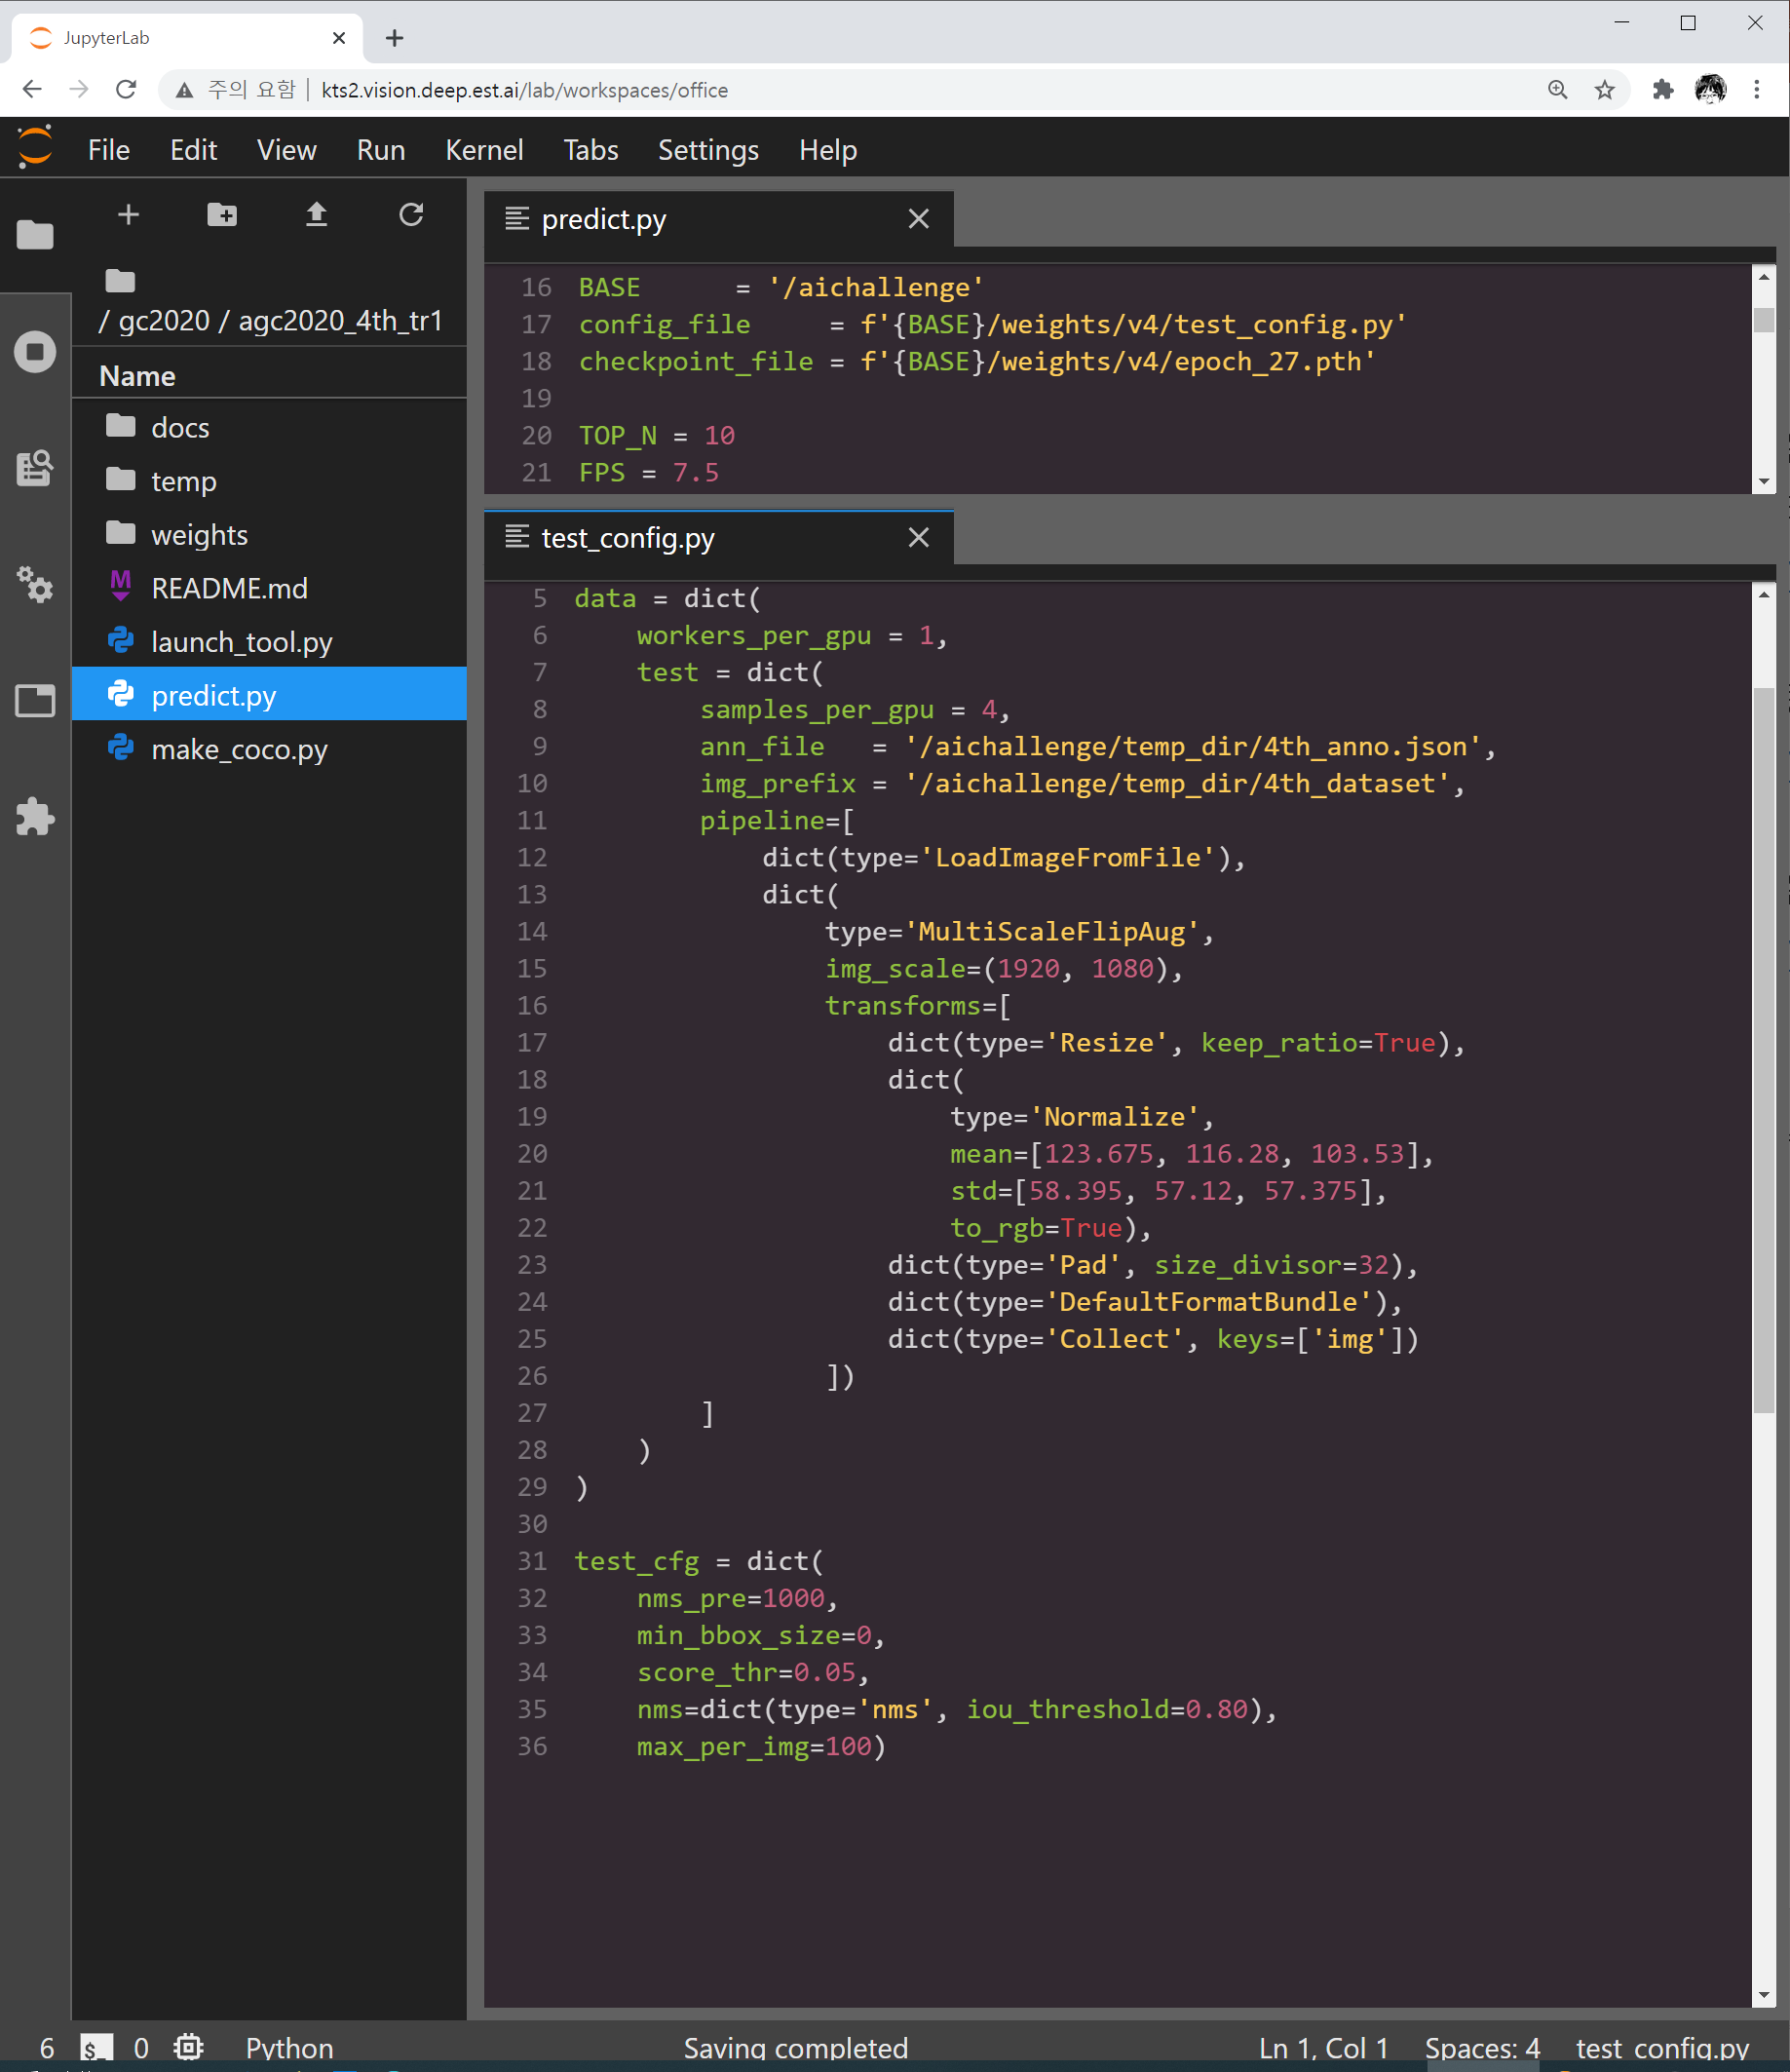 JupyterLab
주의 요함 | kts2.vision.deep.est.ai/lab/workspaces/office
File Edit View Run Kernel Tabs Settings Help
/ gc2020 / agc2020_4th_tr1
Name
docs
temp
weights
README.md
launch_tool.py
predict.py
make_coco.py
predict.py
16 BASE      = '/aichallenge'
17 config_file     = f'{BASE}/weights/v4/test_config.py'
18 checkpoint_file = f'{BASE}/weights/v4/epoch_27.pth'
19
20 TOP_N = 10
21 FPS = 7.5
test_config.py
5 data = dict(
6     workers_per_gpu = 1,
7     test = dict(
8         samples_per_gpu = 4,
9         ann_file   = '/aichallenge/temp_dir/4th_anno.json',
10         img_prefix = '/aichallenge/temp_dir/4th_dataset',
11         pipeline=[
12             dict(type='LoadImageFromFile'),
13             dict(
14                 type='MultiScaleFlipAug',
15                 img_scale=(1920, 1080),
16                 transforms=[
17                     dict(type='Resize', keep_ratio=True),
18                     dict(
19                         type='Normalize',
20                         mean=[123.675, 116.28, 103.53],
21                         std=[58.395, 57.12, 57.375],
22                         to_rgb=True),
23                     dict(type='Pad', size_divisor=32),
24                     dict(type='DefaultFormatBundle'),
25                     dict(type='Collect', keys=['img'])
26                 ])
27         ]
28     )
29 )
30
31 test_cfg = dict(
32     nms_pre=1000,
33     min_bbox_size=0,
34     score_thr=0.05,
35     nms=dict(type='nms', iou_threshold=0.80),
36     max_per_img=100)
6 $_ 0 Python Saving completed Ln 1, Col 1 Spaces: 4 test_config.py